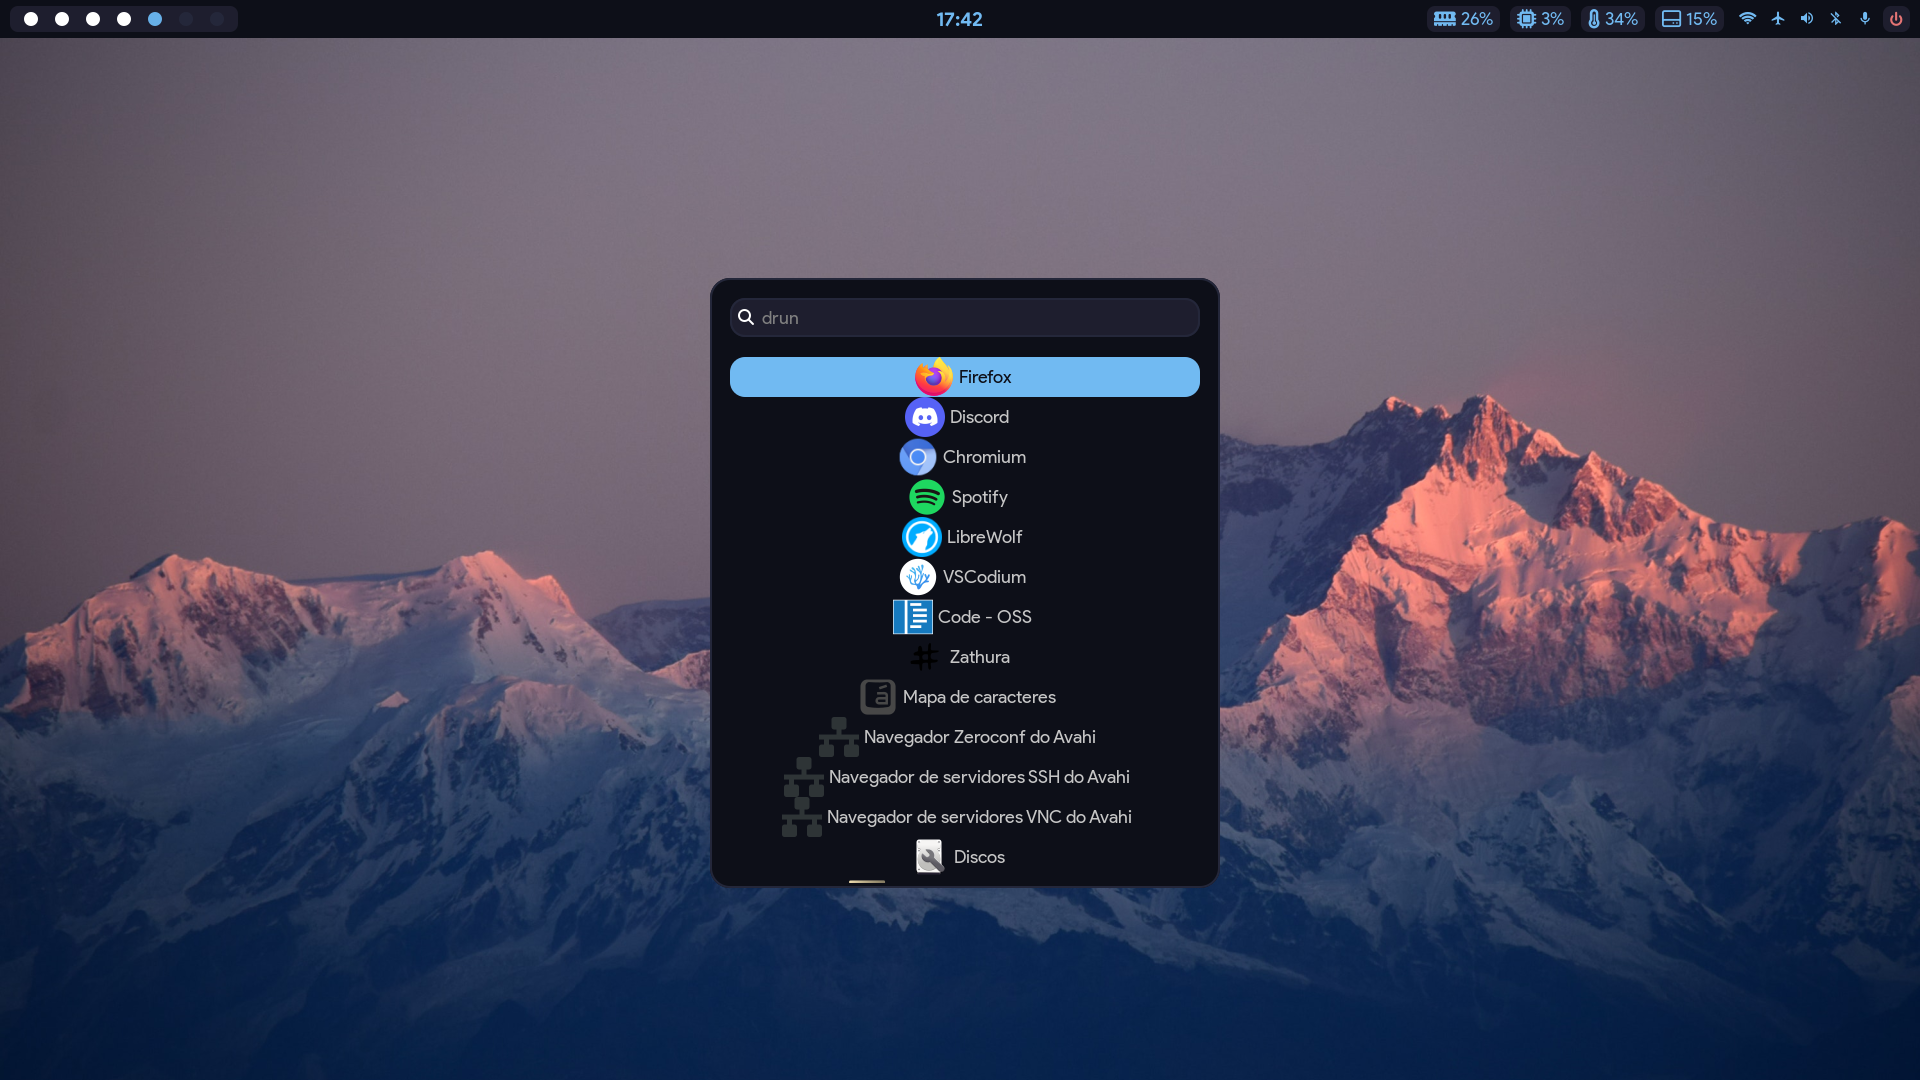 17:42
26% 3% 34% 15%
drun
Firefox
Discord
Chromium
Spotify
LibreWolf
VSCodium
Code - OSS
Zathura
Mapa de caracteres
Navegador Zeroconf do Avahi
Navegador de servidores SSH do Avahi
Navegador de servidores VNC do Avahi
Discos